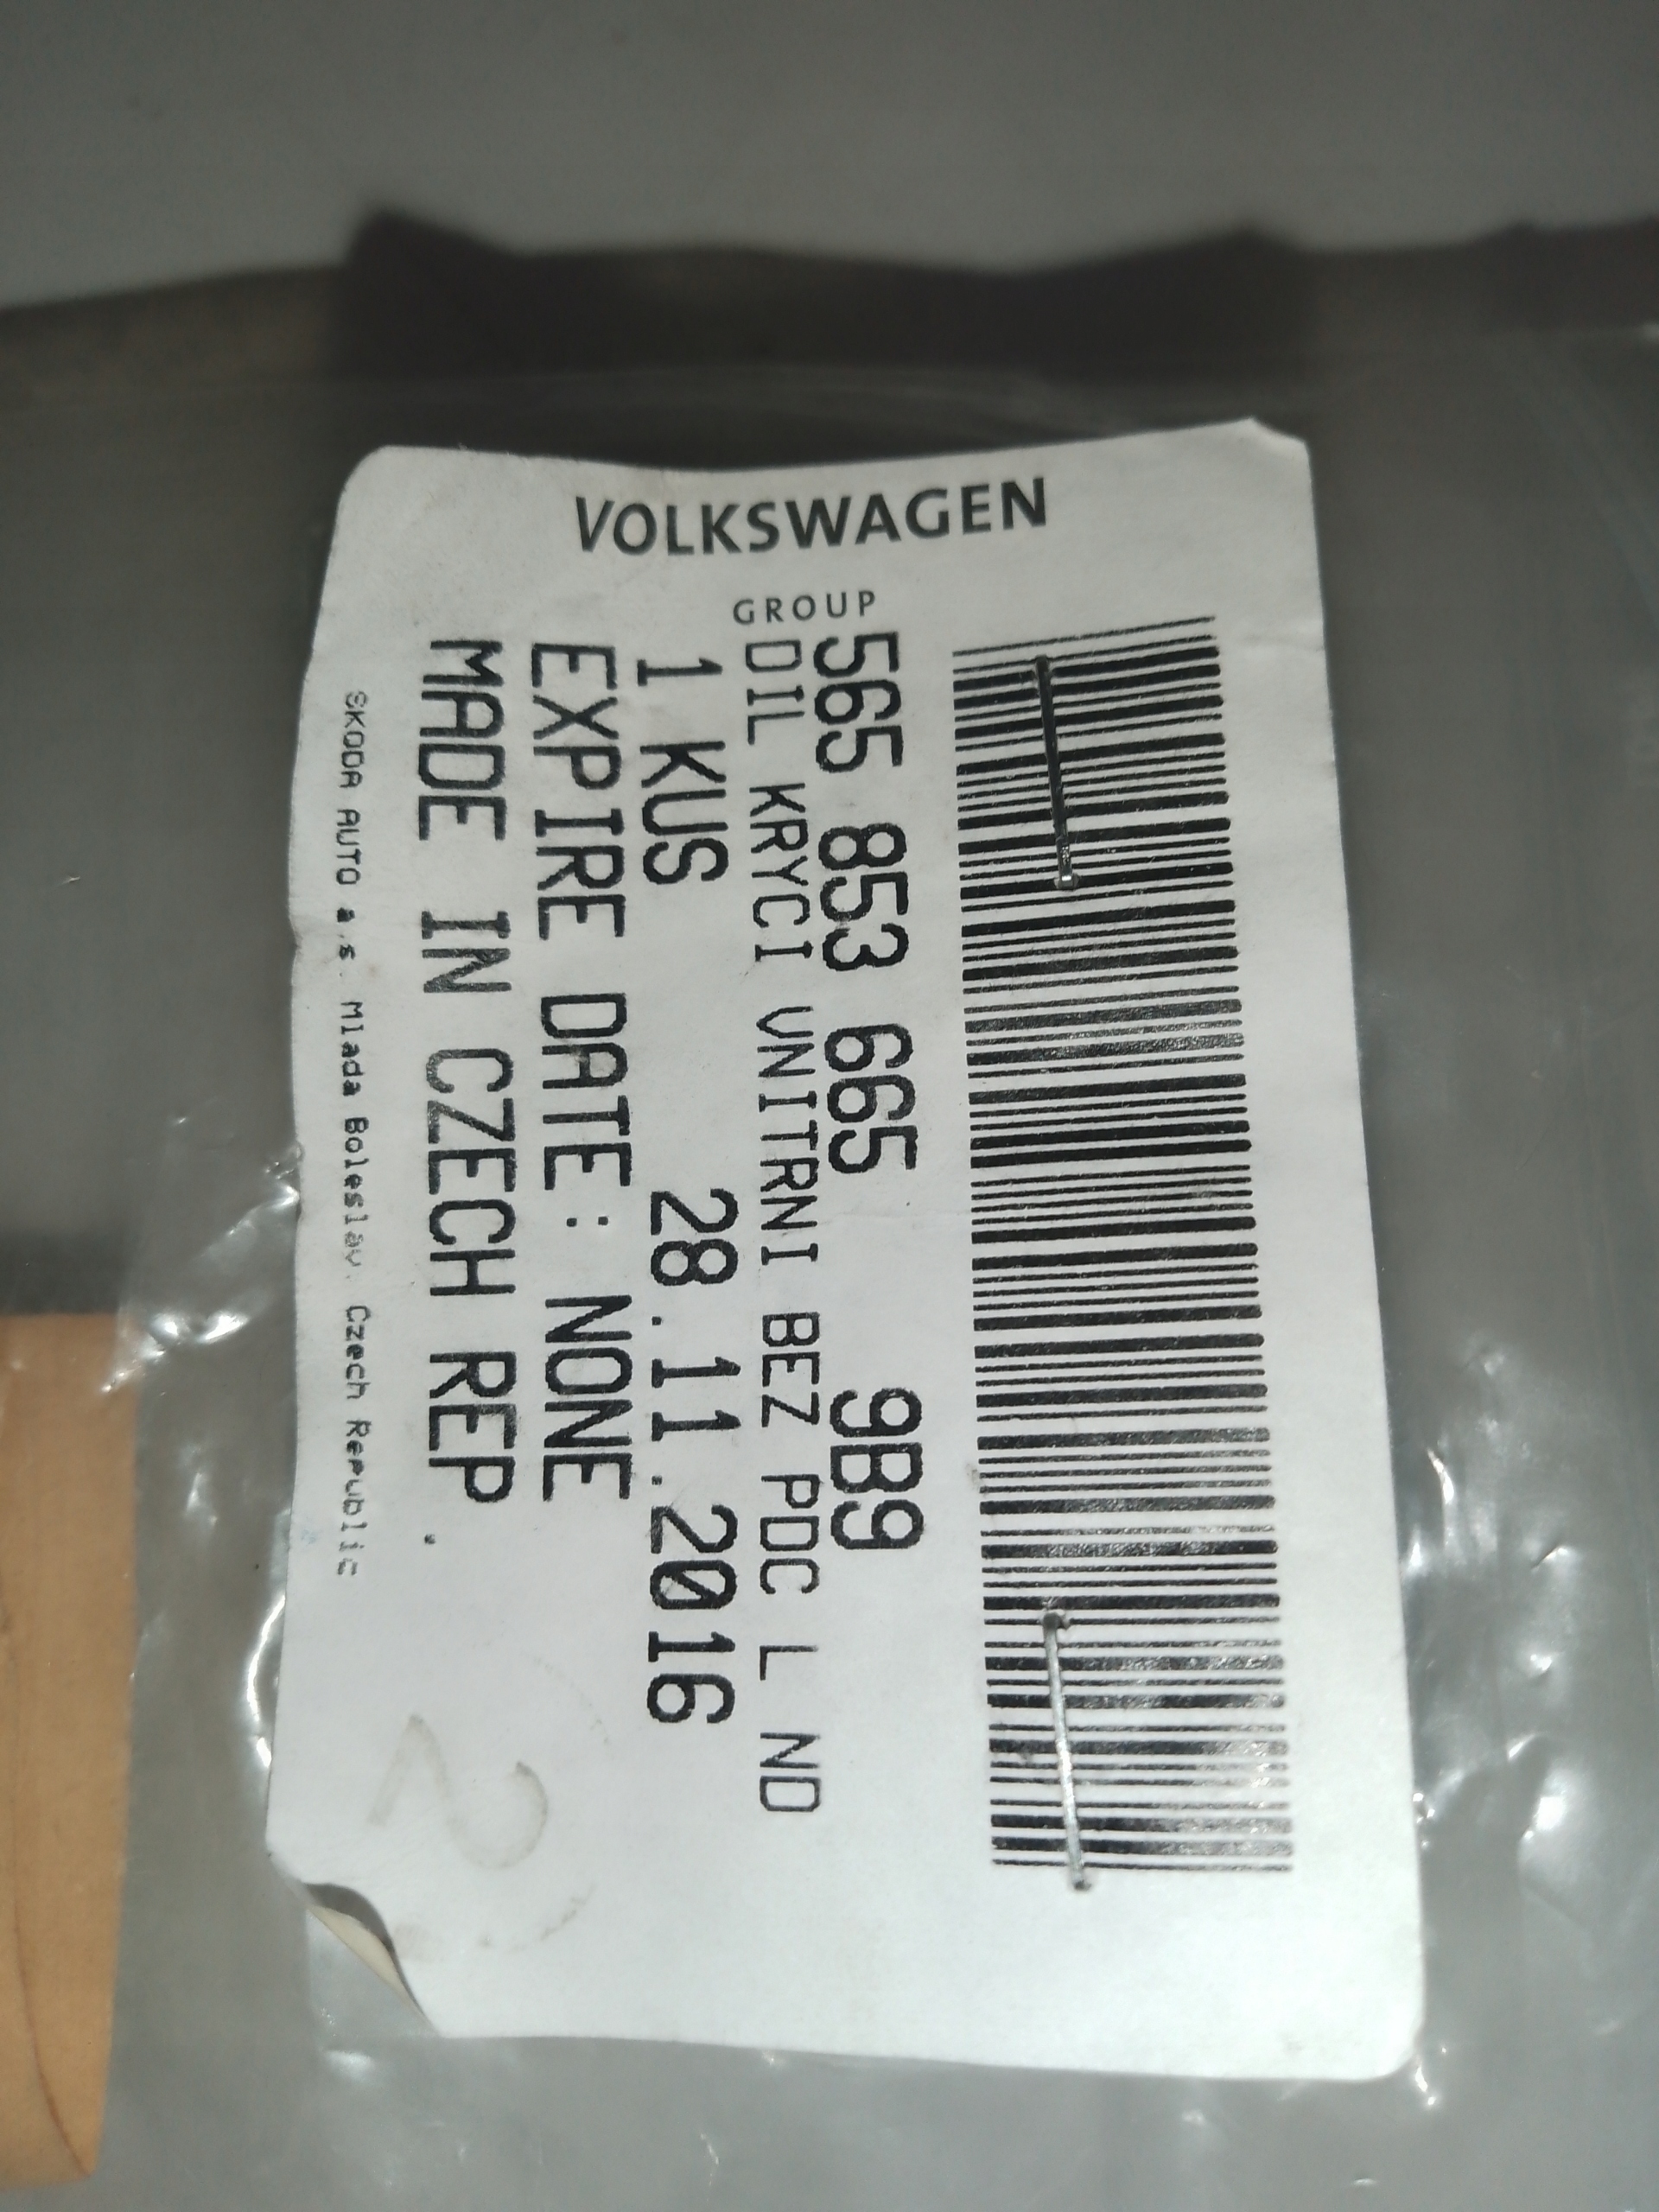 VOLKSWAGEN
GROUP
565 853 665 9B9
DIL KRYCI VNITRNI BEZ PDC L ND
1 KUS 28.11.2016
EXPIRE DATE: NONE
MADE IN CZECH REP.
SKODA AUTO a.s. Mlada Boleslav. Czech Republic